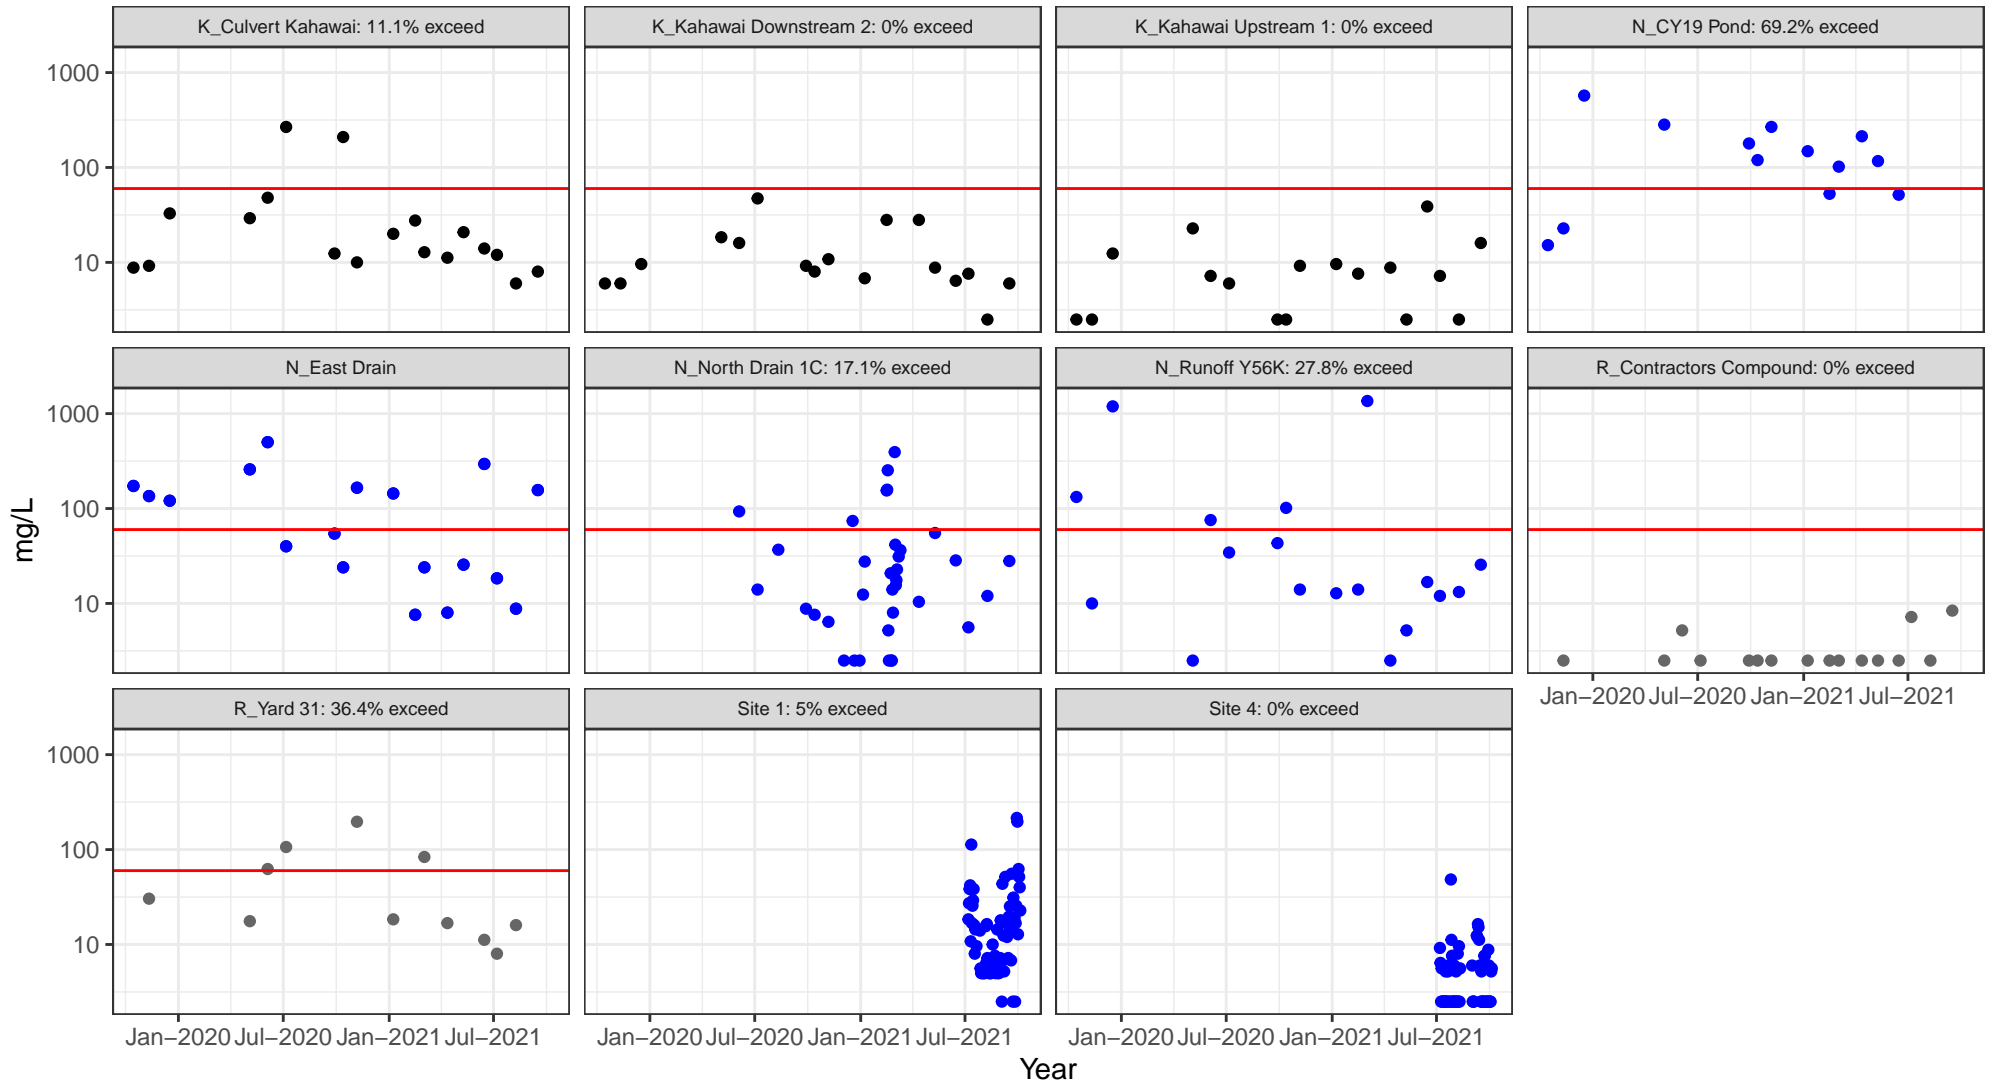 K_Culvert Kahawai: 11.1% exceed
K_Kahawai Downstream 2: 0% exceed
K_Kahawai Upstream 1: 0% exceed
N_CY19 Pond: 69.2% exceed
1000
100
10
N_East Drain
N_North Drain 1C: 17.1% exceed
N_Runoff Y56K: 27.8% exceed
R_Contractors Compound: 0% exceed
1000
100
10
mg/L
Jan−2020 Jul−2020 Jan−2021 Jul−2021
R_Yard 31: 36.4% exceed
Site 1: 5% exceed
Site 4: 0% exceed
1000
100
10
Jan−2020 Jul−2020 Jan−2021 Jul−2021
Jan−2020 Jul−2020 Jan−2021 Jul−2021
Jan−2020 Jul−2020 Jan−2021 Jul−2021
Year